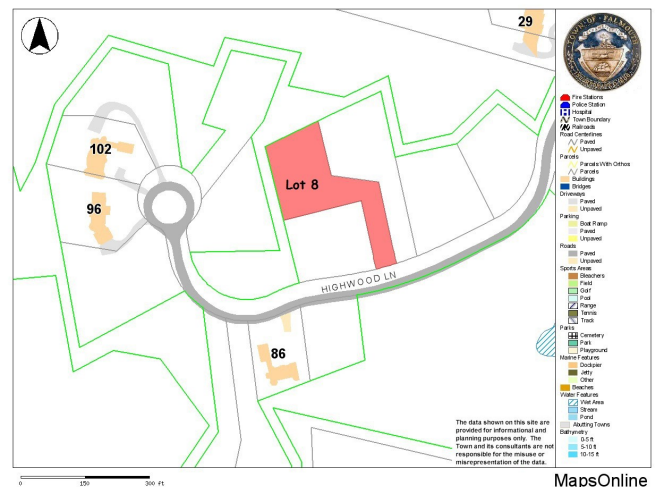 29
102
96
Lot 8
HIGHWOOD LN
86
TOWN OF FALMOUTH
Fire Stations
Police Station
Hospital
Town Boundary
Railroads
Road Centerlines
Paved
Unpaved
Parcels
Parcels With Orthos
Parcels
Buildings
Bridges
Driveways
Paved
Unpaved
Parking
Boat Ramp
Paved
Unpaved
Roads
Paved
Unpaved
Sports Areas
Bleachers
Field
Golf
Pool
Range
Tennis
Track
Parks
Cemetery
Park
Playground
Marine Features
Dock/pier
Jetty
Other
Beaches
Water Features
Wet Area
Stream
Pond
Abutting Towns
Bathymetry
0-5 ft
5-10 ft
10-15 ft
The data shown on this site are
provided for informational and
planning purposes only. The
Town and its consultants are not
responsible for the misuse or
misrepresentation of the data.
0 150 300 ft
MapsOnline